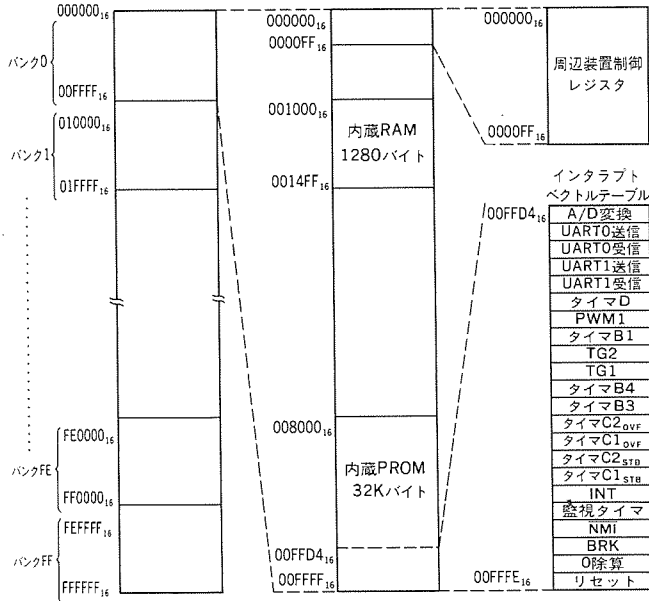 000000₁₆
バンク0
00FFFF₁₆
010000₁₆
バンク1
01FFFF₁₆
FE0000₁₆
バンクFE
FF0000₁₆
FEFFFF₁₆
バンクFF
FFFFFF₁₆
000000₁₆
0000FF₁₆
001000₁₆
内蔵RAM
1280バイト
0014FF₁₆
008000₁₆
内蔵PROM
32Kバイト
00FFD4₁₆
00FFFF₁₆
000000₁₆
周辺装置制御
レジスタ
0000FF₁₆
インタラプト
ベクトルテーブル
00FFD4₁₆
A/D変換
UART0送信
UART0受信
UART1送信
UART1受信
タイマD
PWM1
タイマB1
TG2
TG1
タイマB4
タイマB3
タイマC2OVF
タイマC1OVF
タイマC2STB
タイマC1STB
INT
監視タイマ
NMI
BRK
0除算
リセット
00FFFE₁₆